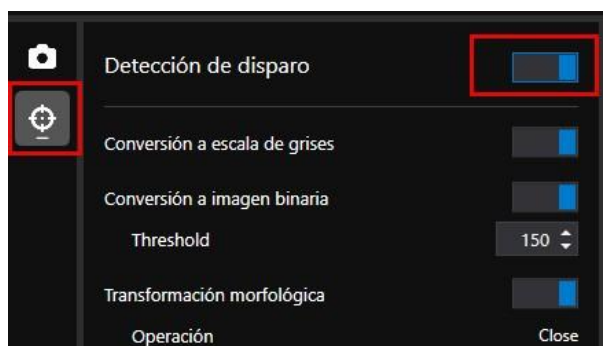 Detección de disparo
Conversión a escala de grises
Conversión a imagen binaria
Threshold 150
Transformación morfológica
Operación Close